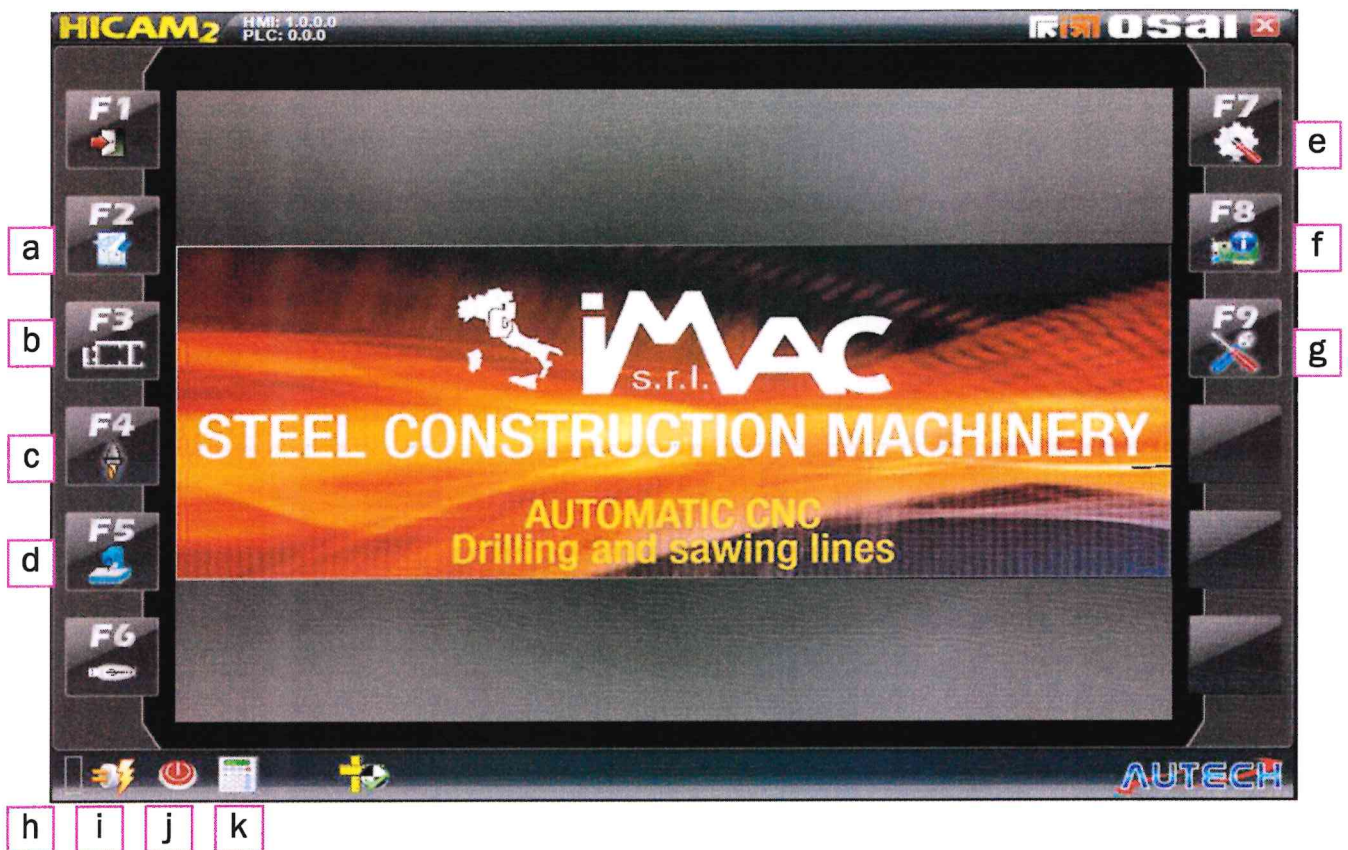 HICAM2
HMI: 1.0.0.0
PLC: 0.0.0
osai
F1
F2
F3
F4
F5
F6
F7
F8
F9
a
b
c
d
e
f
g
iMAC
s.r.l.
STEEL CONSTRUCTION MACHINERY
AUTOMATIC CNC
Drilling and sawing lines
AUTECH
h i j k